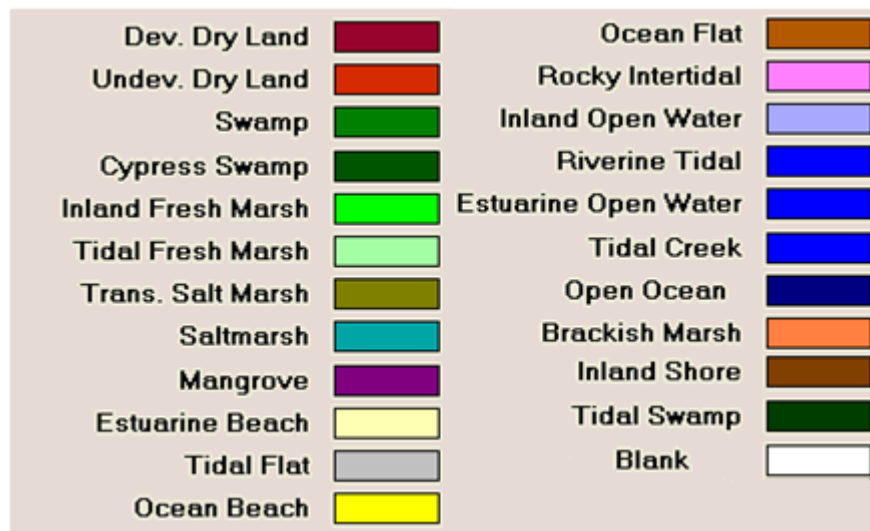 Dev. Dry Land
Undev. Dry Land
Swamp
Cypress Swamp
Inland Fresh Marsh
Tidal Fresh Marsh
Trans. Salt Marsh
Saltmarsh
Mangrove
Estuarine Beach
Tidal Flat
Ocean Beach
Ocean Flat
Rocky Intertidal
Inland Open Water
Riverine Tidal
Estuarine Open Water
Tidal Creek
Open Ocean
Brackish Marsh
Inland Shore
Tidal Swamp
Blank